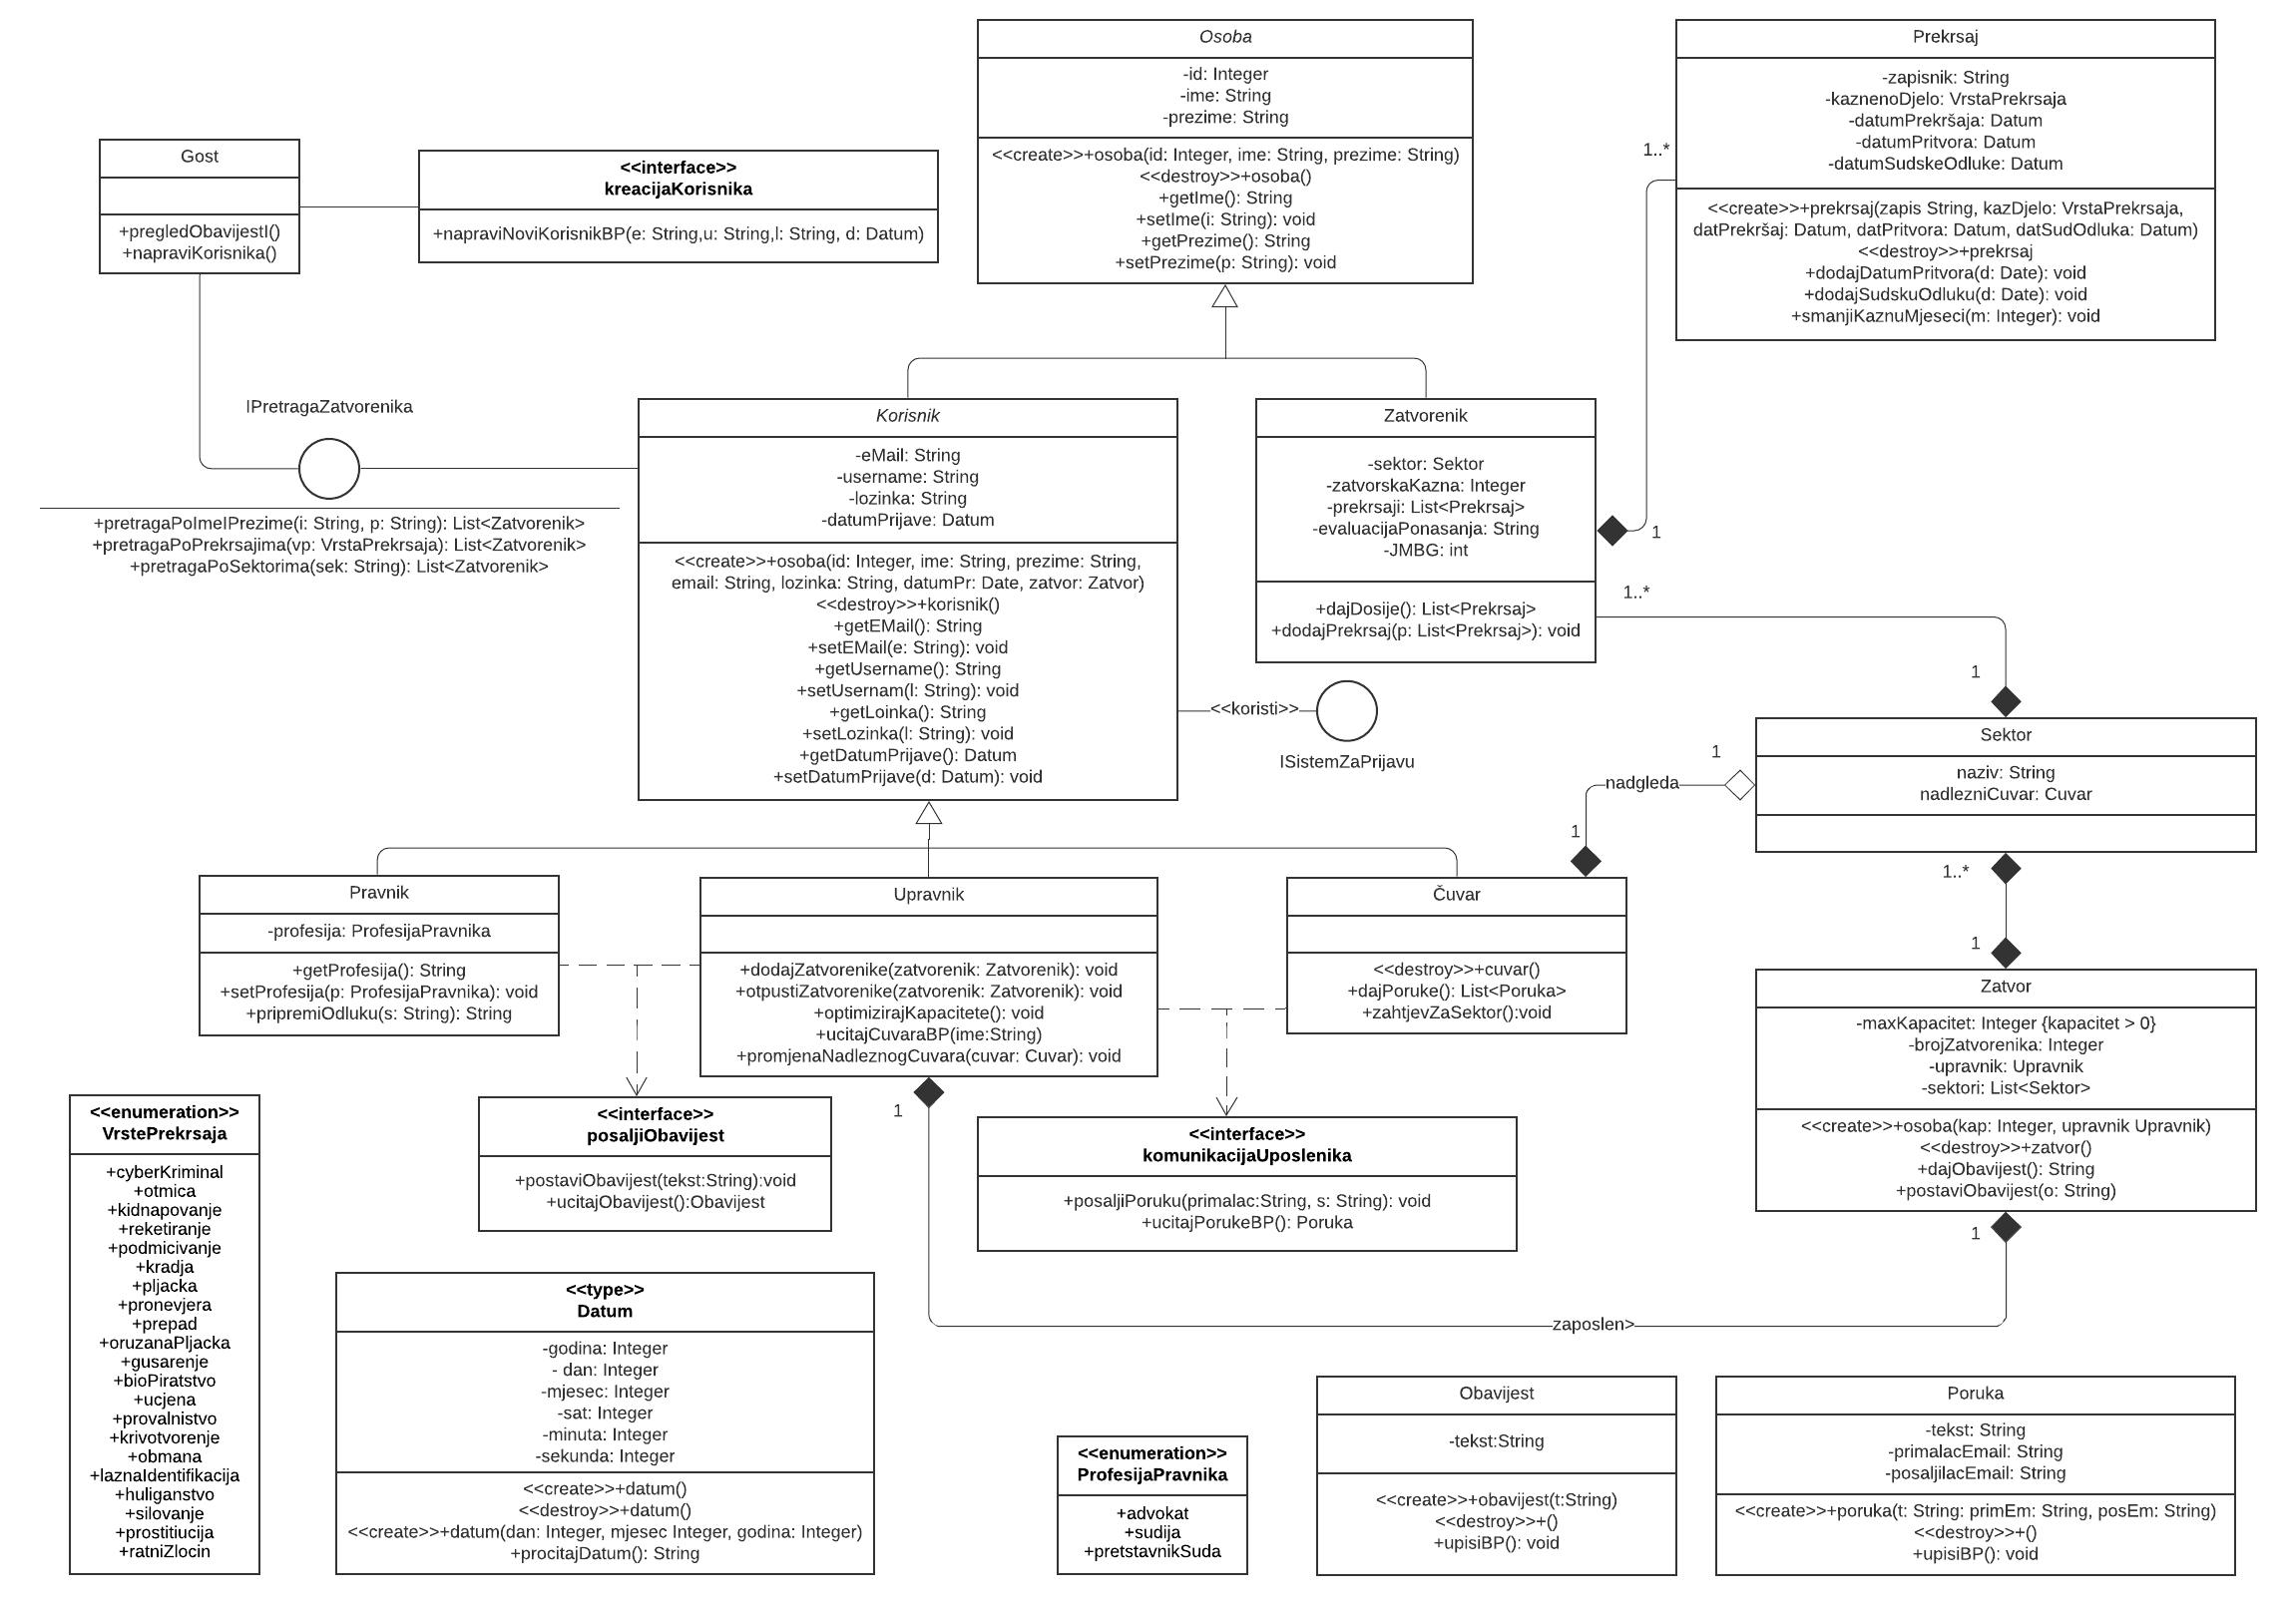 Osoba
-id: Integer
-ime: String
-prezime: String
<<create>>+osoba(id: Integer, ime: String, prezime: String)
<<destroy>>+osoba()
+getIme(): String
+setIme(i: String): void
+getPrezime(): String
+setPrezime(p: String): void
Prekrsaj
-zapisnik: String
-kaznenoDjelo: VrstaPrekrsaja
-datumPrekršaja: Datum
-datumPritvora: Datum
-datumSudskeOdluke: Datum
<<create>>+prekrsaj(zapis String, kazDjelo: VrstaPrekrsaja,
datPrekršaj: Datum, datPritvora: Datum, datSudOdluka: Datum)
<<destroy>>+prekrsaj
+dodajDatumPritvora(d: Date): void
+dodajSudskuOdluku(d: Date): void
+smanjiKaznuMjeseci(m: Integer): void
1..*
1
Gost
+pregledObavijestI()
+napraviKorisnika()
<<interface>>
kreacijaKorisnika
+napraviNoviKorisnikBP(e: String,u: String,l: String, d: Datum)
IPretragaZatvorenika
+pretragaPoImeIPrezime(i: String, p: String): List<Zatvorenik>
+pretragaPoPrekrsajima(vp: VrstaPrekrsaja): List<Zatvorenik>
+pretragaPoSektorima(sek: String): List<Zatvorenik>
Korisnik
-eMail: String
-username: String
-lozinka: String
-datumPrijave: Datum
<<create>>+osoba(id: Integer, ime: String, prezime: String,
email: String, lozinka: String, datumPr: Date, zatvor: Zatvor)
<<destroy>>+korisnik()
+getEMail(): String
+setEMail(e: String): void
+getUsername(): String
+setUsernam(l: String): void
+getLoinka(): String
+setLozinka(l: String): void
+getDatumPrijave(): Datum
+setDatumPrijave(d: Datum): void
Zatvorenik
-sektor: Sektor
-zatvorskaKazna: Integer
-prekrsaji: List<Prekrsaj>
-evaluacijaPonasanja: String
-JMBG: int
+dajDosije(): List<Prekrsaj>
+dodajPrekrsaj(p: List<Prekrsaj>): void
1..*
1
<<koristi>>
ISistemZaPrijavu
Sektor
naziv: String
nadlezniCuvar: Cuvar
1
nadgleda
1
1..*
1
Pravnik
-profesija: ProfesijaPravnika
+getProfesija(): String
+setProfesija(p: ProfesijaPravnika): void
+pripremiOdluku(s: String): String
Upravnik
+dodajZatvorenike(zatvorenik: Zatvorenik): void
+otpustiZatvorenike(zatvorenik: Zatvorenik): void
+optimizirajKapacitete(): void
+ucitajCuvaraBP(ime:String)
+promjenaNadleznogCuvara(cuvar: Cuvar): void
Čuvar
<<destroy>>+cuvar()
+dajPoruke(): List<Poruka>
+zahtjevZaSektor():void
Zatvor
-maxKapacitet: Integer {kapacitet > 0}
-brojZatvorenika: Integer
-upravnik: Upravnik
-sektori: List<Sektor>
<<create>>+osoba(kap: Integer, upravnik Upravnik)
<<destroy>>+zatvor()
+dajObavijest(): String
+postaviObavijest(o: String)
1
1
zaposlen>
<<interface>>
posaljiObavijest
+postaviObavijest(tekst:String):void
+ucitajObavijest():Obavijest
<<interface>>
komunikacijaUposlenika
+posaljiPoruku(primalac:String, s: String): void
+ucitajPorukeBP(): Poruka
<<enumeration>>
VrstePrekrsaja
+cyberKriminal
+otmica
+kidnapovanje
+reketiranje
+podmicivanje
+kradja
+pljacka
+pronevjera
+prepad
+oruzanaPljacka
+gusarenje
+bioPiratstvo
+ucjena
+provalnistvo
+krivotvorenje
+obmana
+laznaIdentifikacija
+huliganstvo
+silovanje
+prostitiucija
+ratniZlocin
<<type>>
Datum
-godina: Integer
- dan: Integer
-mjesec: Integer
-sat: Integer
-minuta: Integer
-sekunda: Integer
<<create>>+datum()
<<destroy>>+datum()
<<create>>+datum(dan: Integer, mjesec Integer, godina: Integer)
+procitajDatum(): String
<<enumeration>>
ProfesijaPravnika
+advokat
+sudija
+pretstavnikSuda
Obavijest
-tekst:String
<<create>>+obavijest(t:String)
<<destroy>>+()
+upisiBP(): void
Poruka
-tekst: String
-primalacEmail: String
-posaljilacEmail: String
<<create>>+poruka(t: String: primEm: String, posEm: String)
<<destroy>>+()
+upisiBP(): void